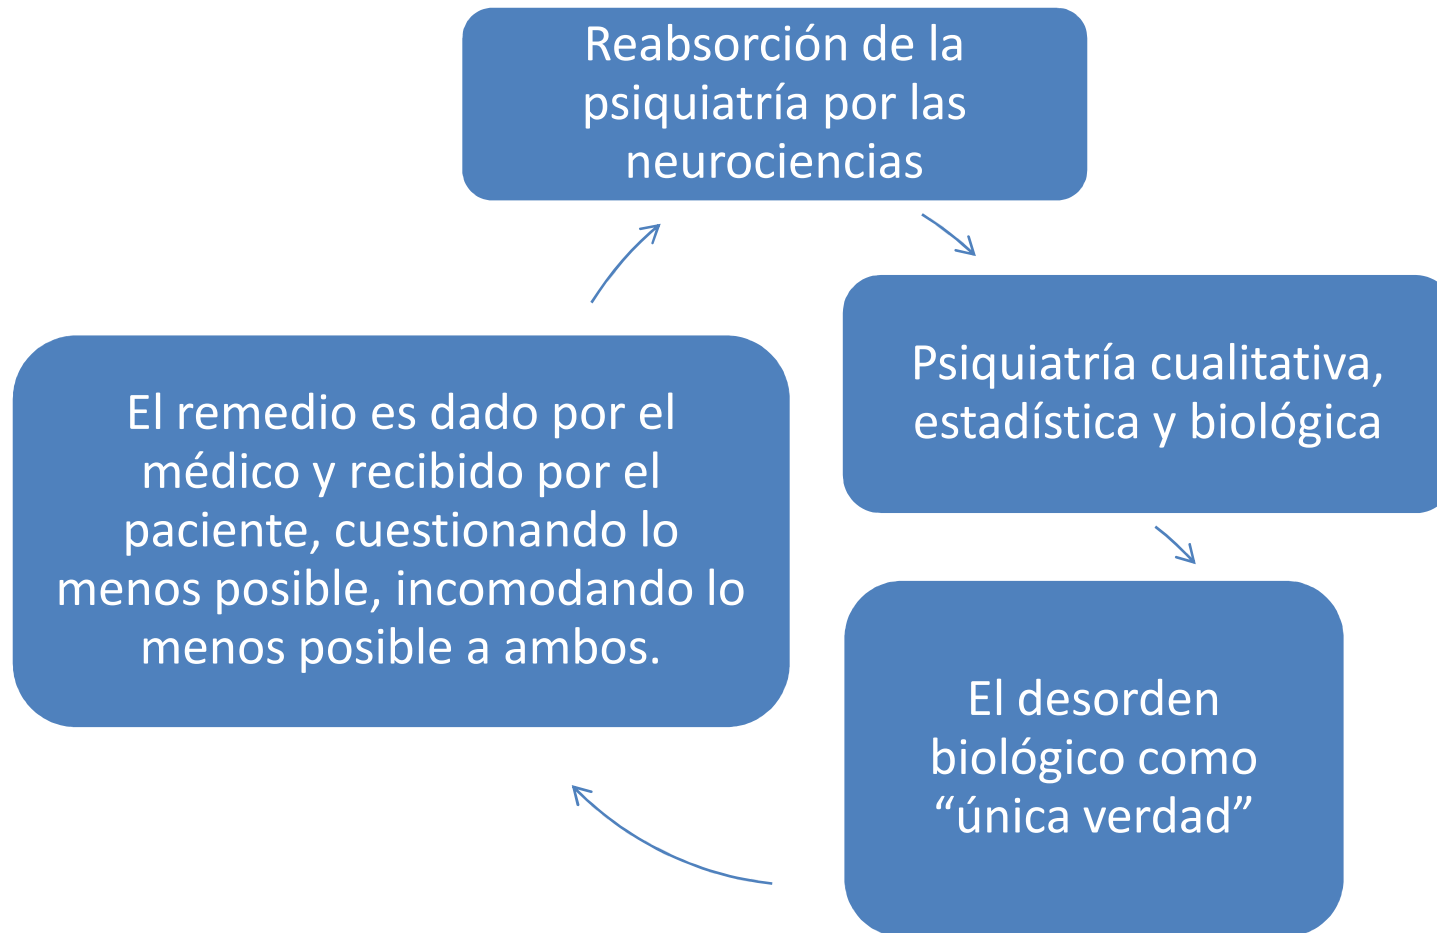 Reabsorción de la
psiquiatría por las
neurociencias
Psiquiatría cualitativa,
estadística y biológica
El desorden
biológico como
“única verdad”
El remedio es dado por el
médico y recibido por el
paciente, cuestionando lo
menos posible, incomodando lo
menos posible a ambos.